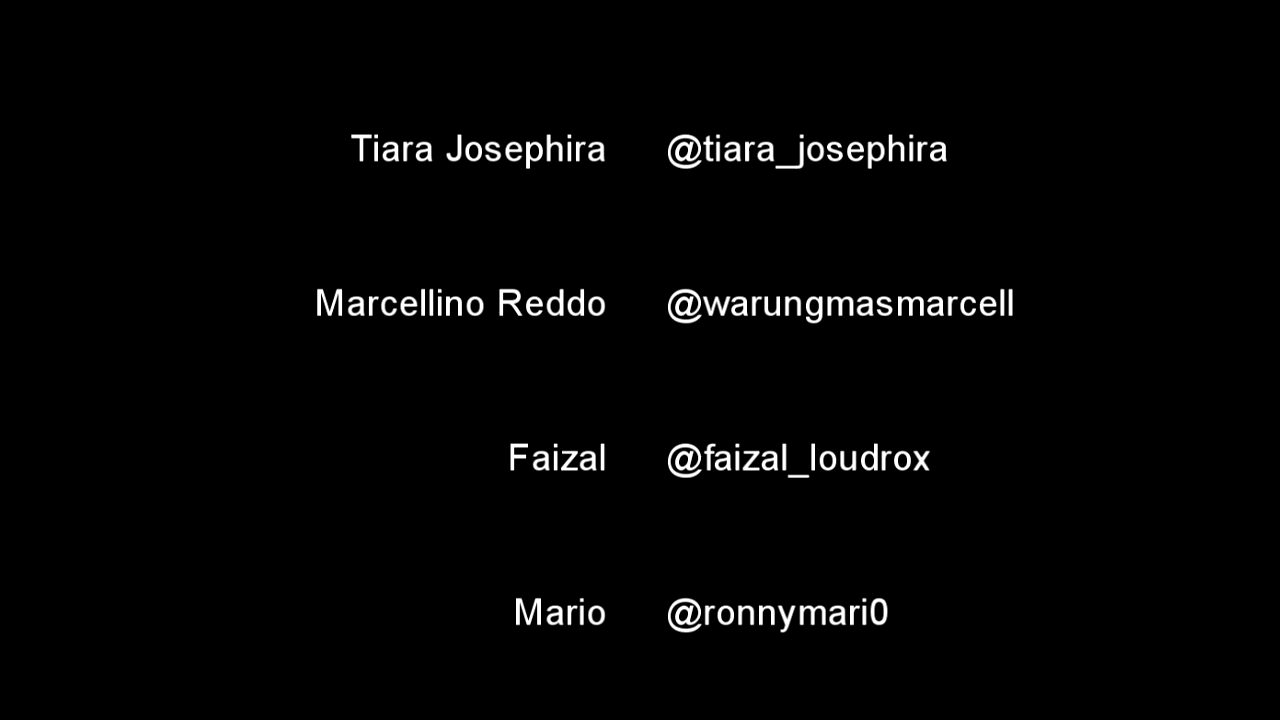 Tiara Josephira @tiara_josephira
Marcellino Reddo @warungmasmarcell
Faizal @faizal_loudrox
Mario @ronnymari0